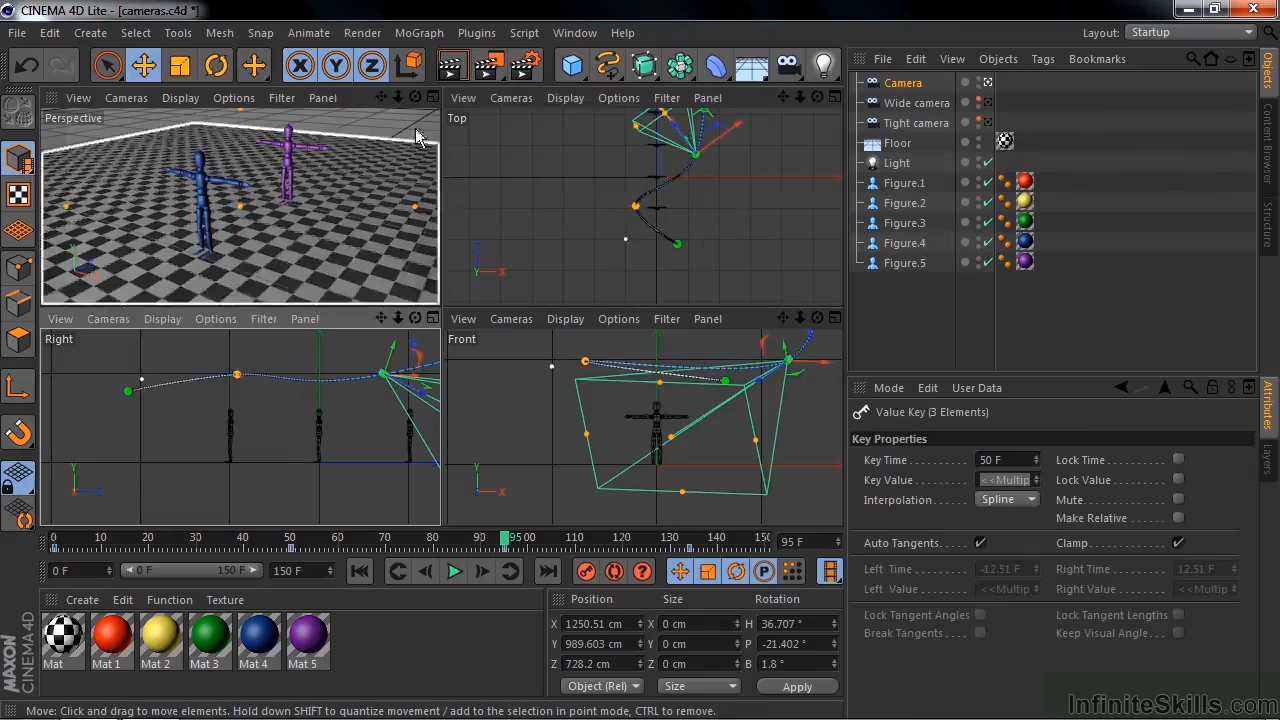 CINEMA 4D Lite - [cameras.c4d *]
File Edit Create Select Tools Mesh Snap Animate Render MoGraph Plugins Script Window Help Layout: Startup
X Y Z
View Cameras Display Options Filter Panel
Perspective
View Cameras Display Options Filter Panel
Top
Y X
View Cameras Display Options Filter Panel
Right
Y
View Cameras Display Options Filter Panel
Front
Y X
File Edit View Objects Tags Bookmarks
Camera
Wide camera
Tight camera
Floor
Light
Figure.1
Figure.2
Figure.3
Figure.4
Figure.5
Objects
Content Browser
Structure
Mode Edit User Data
Value Key (3 Elements)
Key Properties
Key Time 50 F Lock Time
Key Value <<Multip Lock Value
Interpolation Spline Mute
Make Relative
Auto Tangents Clamp
Left Time -12.51 F Right Time 12.51 F
Left Value <<Multip Right Value <<Multip
Lock Tangent Angles Lock Tangent Lengths
Break Tangents Keep Visual Angle
Attributes
Layers
0 10 20 30 40 50 60 70 80 90 95 100 110 120 130 140 150 95 F
0 F 0 F 150 F 150 F
P
Create Edit Function Texture
Mat Mat 1 Mat 2 Mat 3 Mat 4 Mat 5
MAXON CINEMA 4D
Position Size Rotation
X 1250.51 cm X 0 cm H 36.707 °
Y 989.603 cm Y 0 cm P -21.402 °
Z 728.2 cm Z 0 cm B 1.8 °
Object (Rel) Size Apply
Move: Click and drag to move elements. Hold down SHIFT to quantize movement / add to the selection in point mode, CTRL to remove.
InfiniteSkills.com